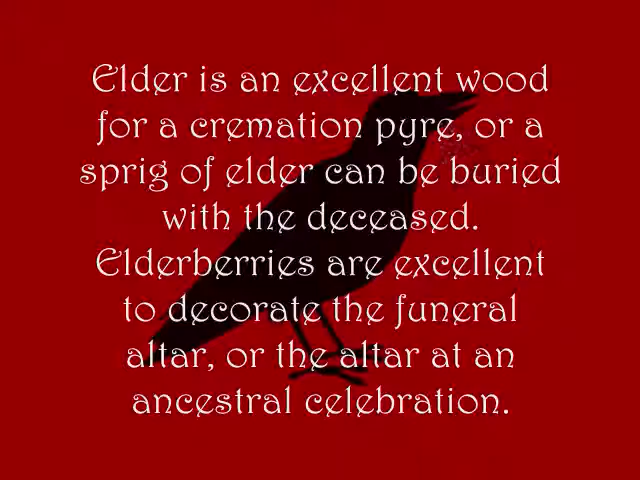 Elder is an excellent wood
for a cremation pyre, or a
sprig of elder can be buried
with the deceased.
Elderberries are excellent
to decorate the funeral
altar, or the altar at an
ancestral celebration.